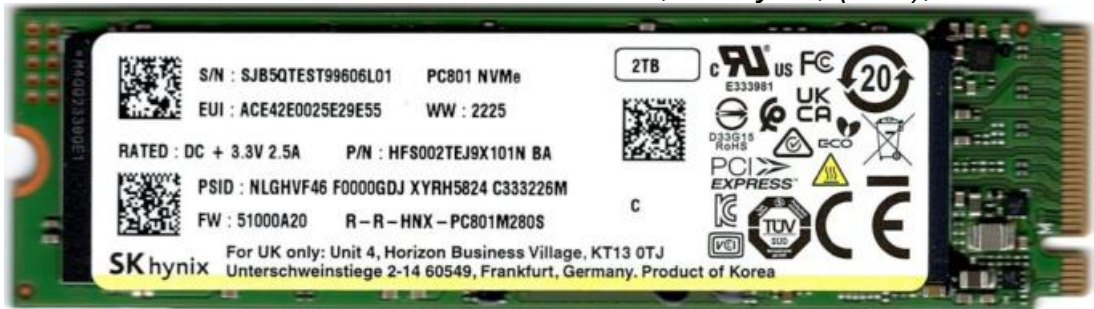 S/N : SJB5QTEST99606L01 PC801 NVMe
EUI : ACE42E0025E29E55 WW : 2225
RATED : DC + 3.3V 2.5A P/N : HFS002TEJ9X101N BA
PSID : NLGHVF46 F0000GDJ XYRH5824 C333226M
FW : 51000A20 R-R-HNX-PC801M280S
SK hynix
For UK only: Unit 4, Horizon Business Village, KT13 0TJ
Unterschweinstiege 2-14 60549, Frankfurt, Germany. Product of Korea
2TB
C
c RU US FC
E333981
20
UK
CA
D33G15
RoHS
ECO
PCI
EXPRESS
KC
VCI
TÜV
SUD
CE
M